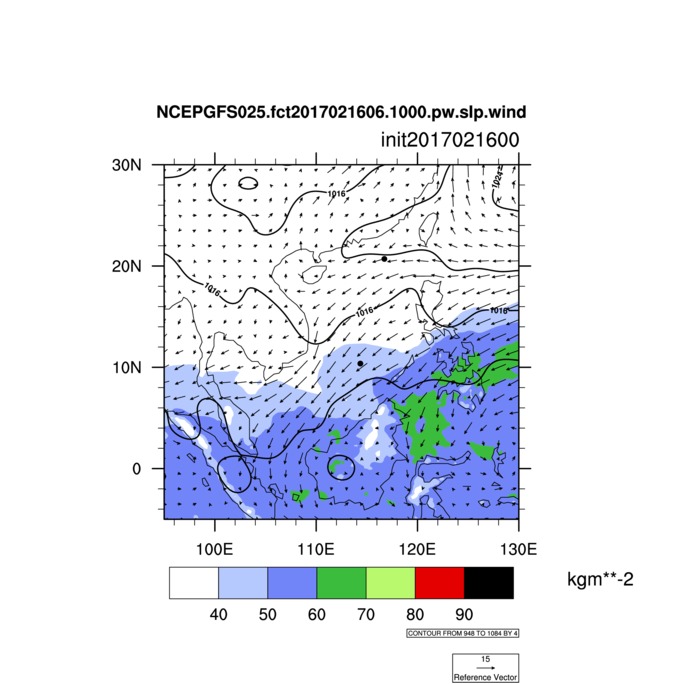 NCEPGFS025.fct2017021606.1000.pw.slp.wind
init2017021600
30N
1016
1024
20N
1016
1016
1016
10N
0
100E
110E
120E
130E
kgm**-2
40
50
60
70
80
90
CONTOUR FROM 948 TO 1084 BY 4
15
Reference Vector